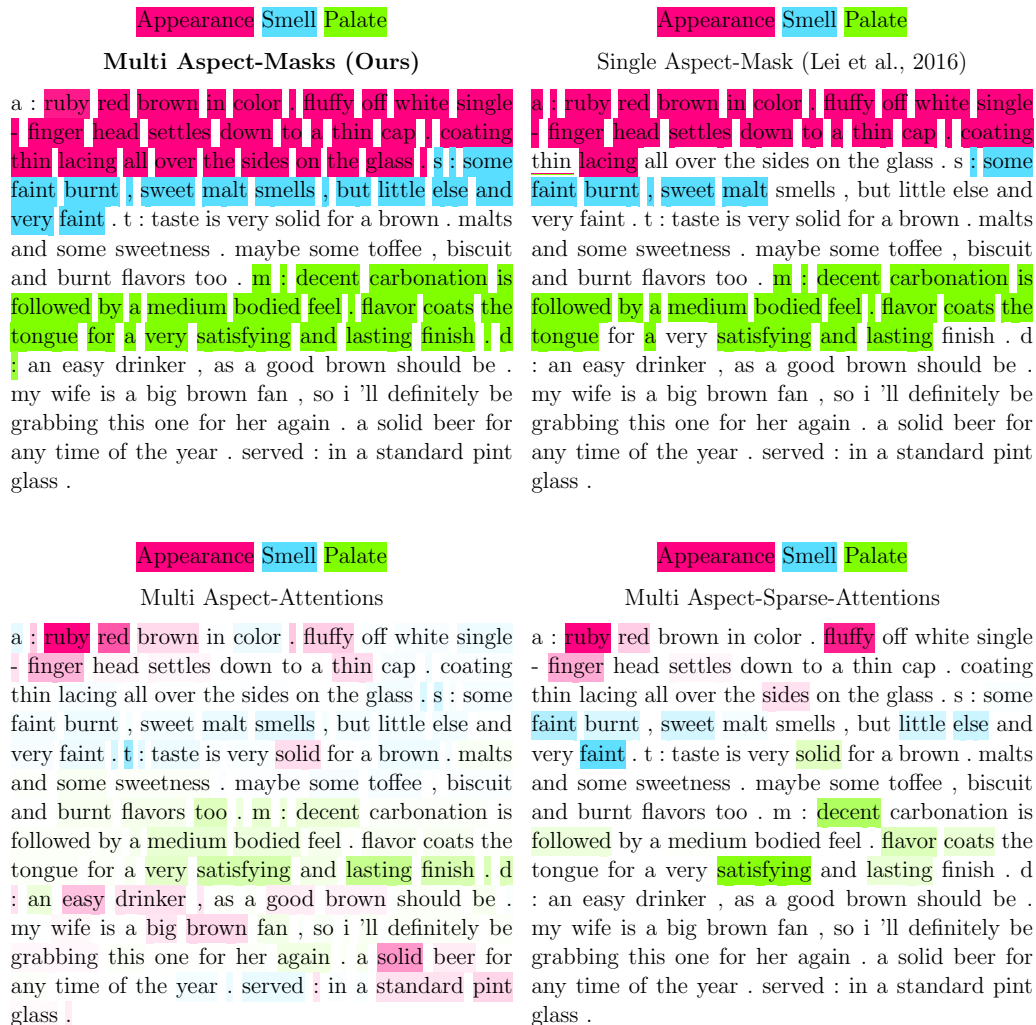 Appearance Smell Palate
Multi Aspect-Masks (Ours)
a : ruby red brown in color . fluffy off white single
- finger head settles down to a thin cap . coating
thin lacing all over the sides on the glass . s : some
faint burnt , sweet malt smells , but little else and
very faint . t : taste is very solid for a brown . malts
and some sweetness . maybe some toffee , biscuit
and burnt flavors too . m : decent carbonation is
followed by a medium bodied feel . flavor coats the
tongue for a very satisfying and lasting finish . d
: an easy drinker , as a good brown should be .
my wife is a big brown fan , so i 'll definitely be
grabbing this one for her again . a solid beer for
any time of the year . served : in a standard pint
glass .
Appearance Smell Palate
Single Aspect-Mask (Lei et al., 2016)
a : ruby red brown in color . fluffy off white single
- finger head settles down to a thin cap . coating
thin lacing all over the sides on the glass . s : some
faint burnt , sweet malt smells , but little else and
very faint . t : taste is very solid for a brown . malts
and some sweetness . maybe some toffee , biscuit
and burnt flavors too . m : decent carbonation is
followed by a medium bodied feel . flavor coats the
tongue for a very satisfying and lasting finish . d
: an easy drinker , as a good brown should be .
my wife is a big brown fan , so i 'll definitely be
grabbing this one for her again . a solid beer for
any time of the year . served : in a standard pint
glass .
Appearance Smell Palate
Multi Aspect-Attentions
a : ruby red brown in color . fluffy off white single
- finger head settles down to a thin cap . coating
thin lacing all over the sides on the glass . s : some
faint burnt , sweet malt smells , but little else and
very faint . t : taste is very solid for a brown . malts
and some sweetness . maybe some toffee , biscuit
and burnt flavors too . m : decent carbonation is
followed by a medium bodied feel . flavor coats the
tongue for a very satisfying and lasting finish . d
: an easy drinker , as a good brown should be .
my wife is a big brown fan , so i 'll definitely be
grabbing this one for her again . a solid beer for
any time of the year . served : in a standard pint
glass .
Appearance Smell Palate
Multi Aspect-Sparse-Attentions
a : ruby red brown in color . fluffy off white single
- finger head settles down to a thin cap . coating
thin lacing all over the sides on the glass . s : some
faint burnt , sweet malt smells , but little else and
very faint . t : taste is very solid for a brown . malts
and some sweetness . maybe some toffee , biscuit
and burnt flavors too . m : decent carbonation is
followed by a medium bodied feel . flavor coats the
tongue for a very satisfying and lasting finish . d
: an easy drinker , as a good brown should be .
my wife is a big brown fan , so i 'll definitely be
grabbing this one for her again . a solid beer for
any time of the year . served : in a standard pint
glass .